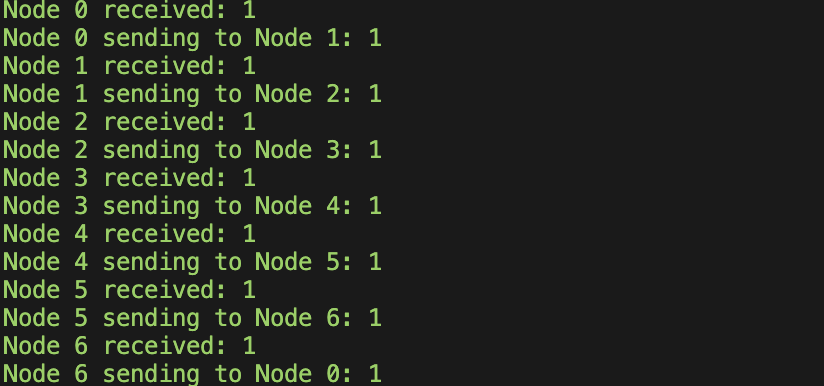 Node 0 received: 1
Node 0 sending to Node 1: 1
Node 1 received: 1
Node 1 sending to Node 2: 1
Node 2 received: 1
Node 2 sending to Node 3: 1
Node 3 received: 1
Node 3 sending to Node 4: 1
Node 4 received: 1
Node 4 sending to Node 5: 1
Node 5 received: 1
Node 5 sending to Node 6: 1
Node 6 received: 1
Node 6 sending to Node 0: 1